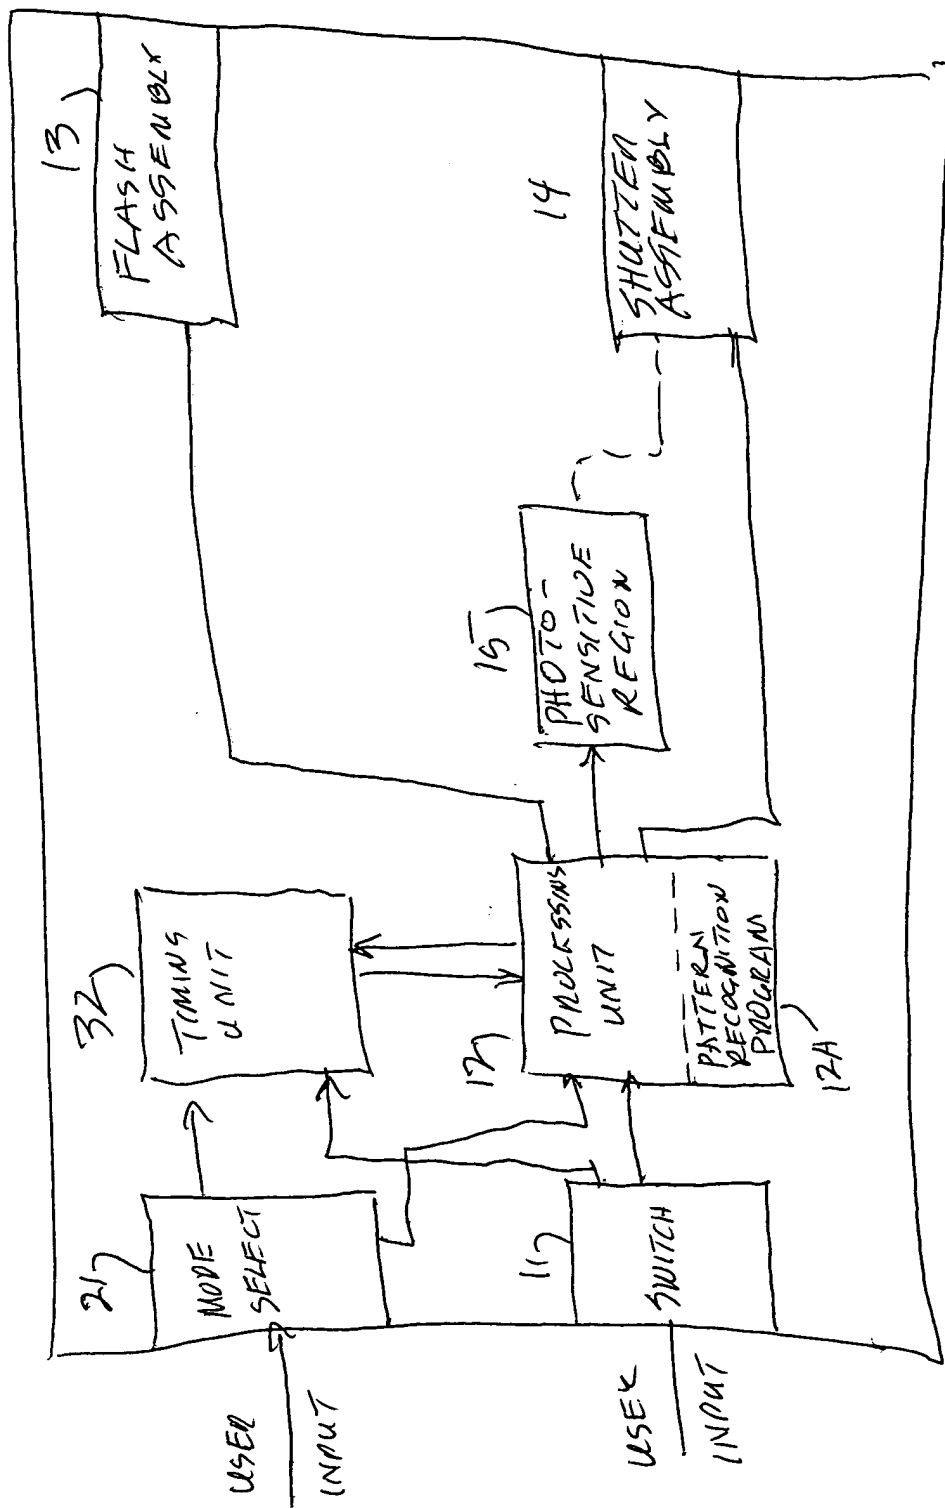 13
FLASH
ASSEMBLY
32
TIMING
UNIT
21
MODE
SELECT
USER
INPUT
14
SHUTTER
ASSEMBLY
15
PHOTO-
SENSITIVE
REGION
12
PROCESSING
UNIT
PATTERN
RECOGNITION
PROGRAM
12A
11
SWITCH
USER
INPUT